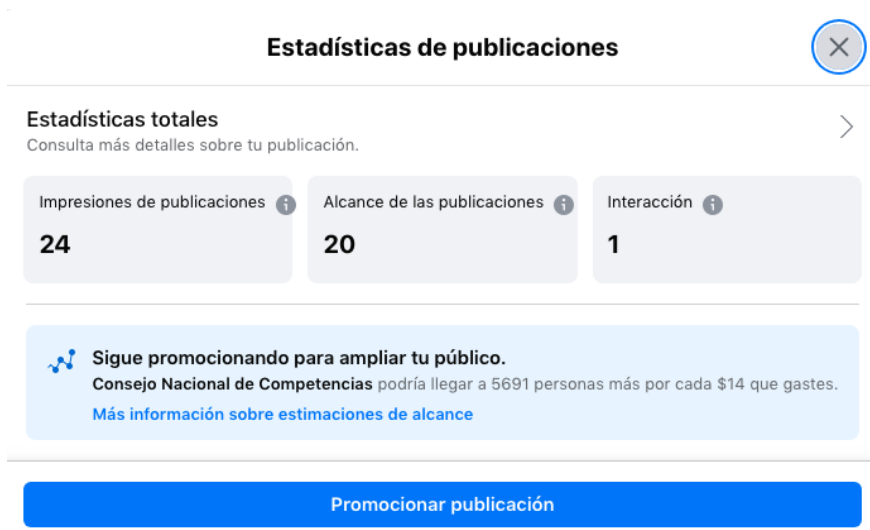 Estadísticas de publicaciones
Estadísticas totales
Consulta más detalles sobre tu publicación.
Impresiones de publicaciones
24
Alcance de las publicaciones
20
Interacción
1
Sigue promocionando para ampliar tu público.
Consejo Nacional de Competencias podría llegar a 5691 personas más por cada $14 que gastes.
Más información sobre estimaciones de alcance
Promocionar publicación